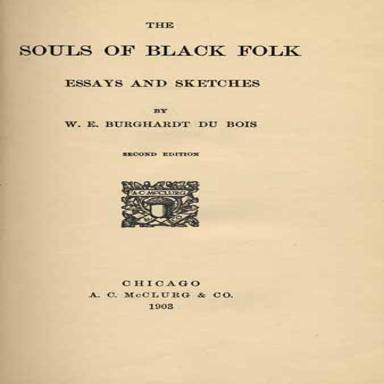 THE
SOULS OF BLACK FOLK
ESSAYS AND SKETCHES
BY
W. E. BURGHARDT DU BOIS
SECOND EDITION
A·C·McCLURG
CHICAGO
A. C. McCLURG & CO.
1903